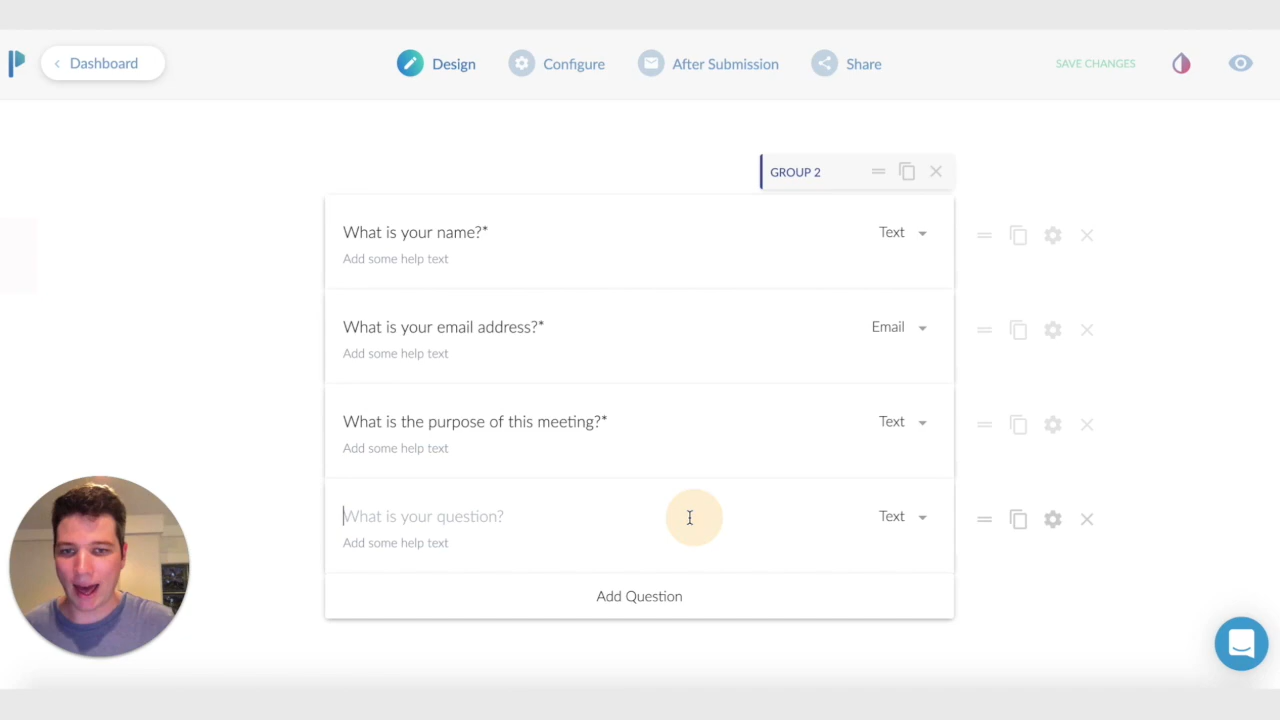 Dashboard
Design
Configure
After Submission
Share
SAVE CHANGES
GROUP 2
What is your name?*
Text
Add some help text
What is your email address?*
Email
Add some help text
What is the purpose of this meeting?*
Text
Add some help text
What is your question?
Text
Add some help text
Add Question